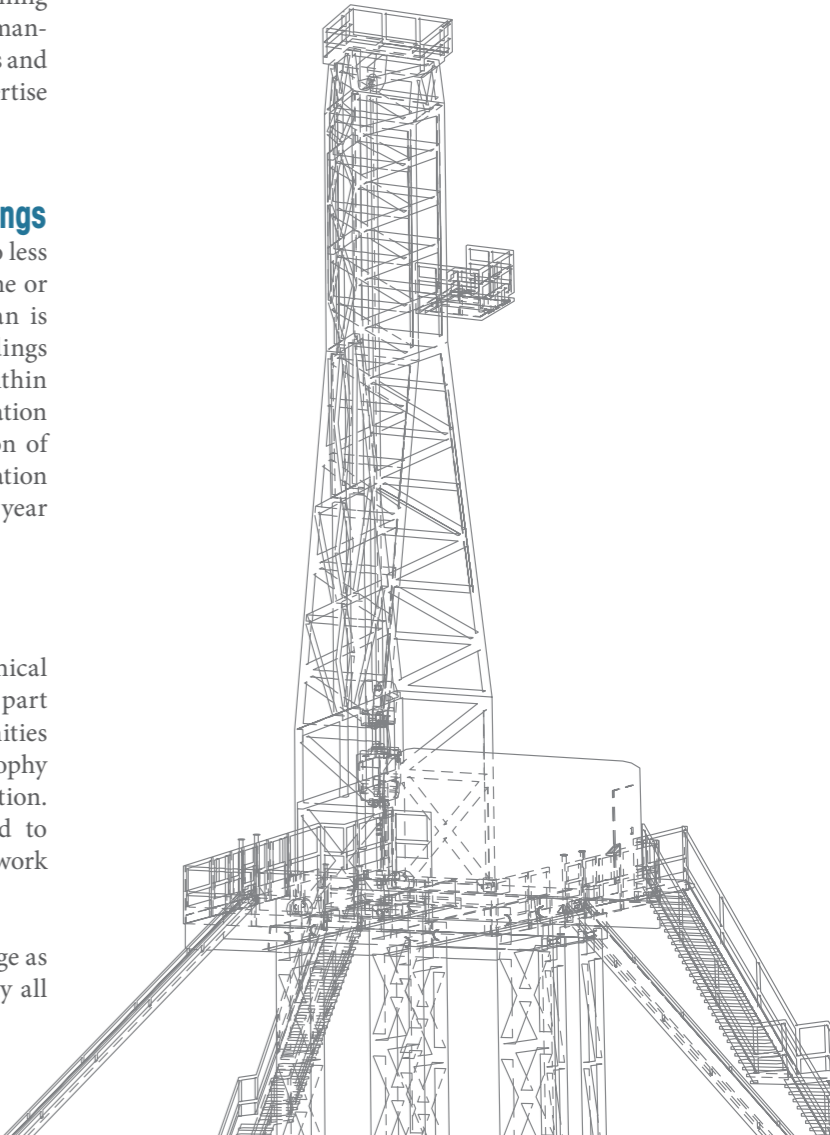 man-
s and
rtise
ngs
less
ne or
an is
ings
thin
ation
on of
ation
year
nical
part
nities
ophy
tion.
d to
work
ge as
y all